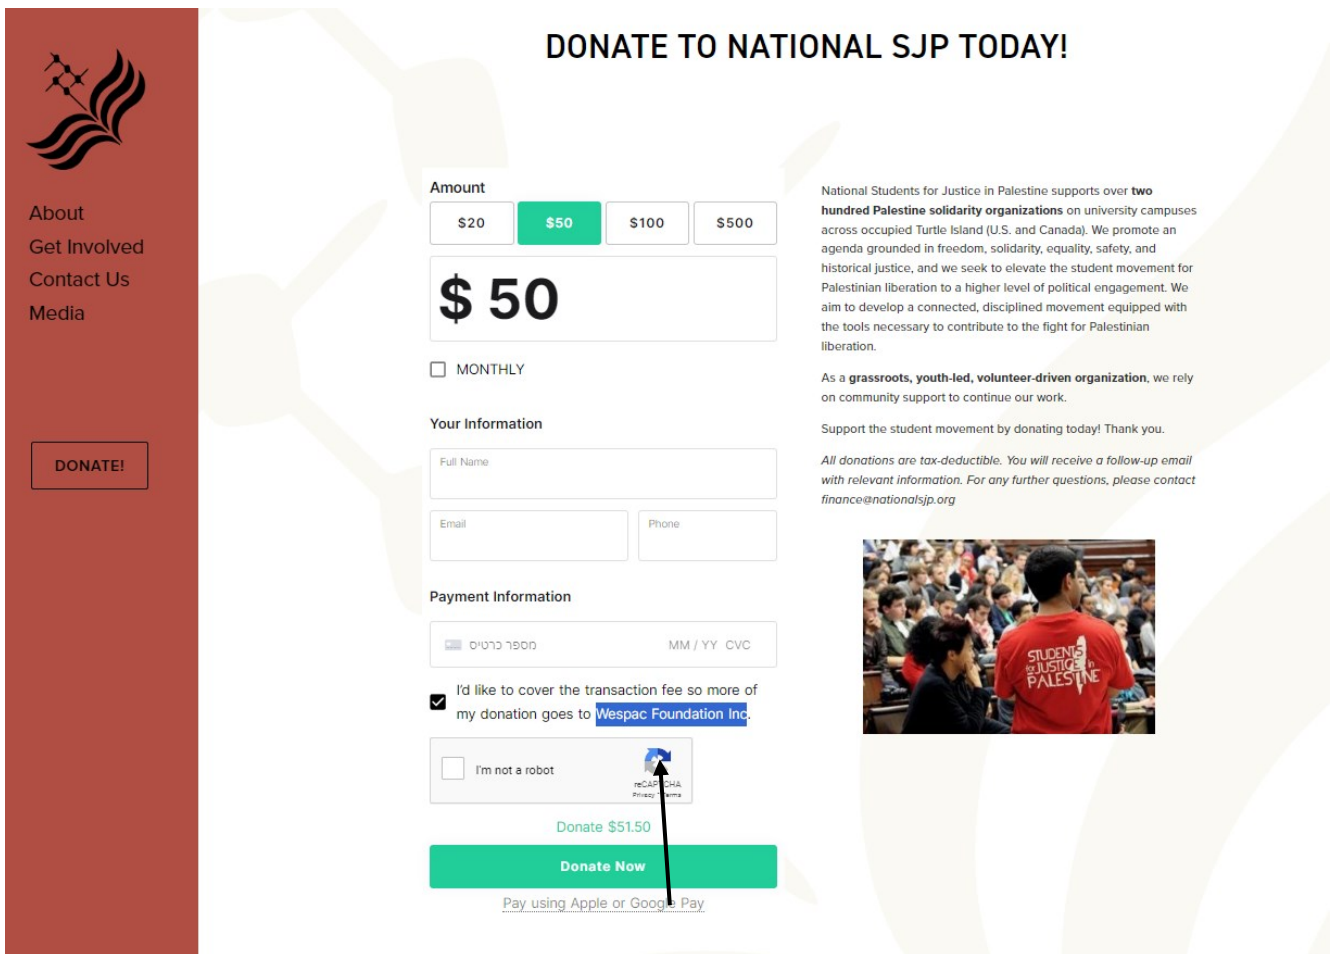 DONATE TO NATIONAL SJP TODAY!
About
Get Involved
Contact Us
Media
DONATE!
Amount
$20
$50
$100
$500
$ 50
MONTHLY
Your Information
Full Name
Email
Phone
Payment Information
מספר כרטיס
MM / YY CVC
I'd like to cover the transaction fee so more of
my donation goes to Wespac Foundation Inc.
I'm not a robot
reCAPTCHA
Privacy - Terms
Donate $51.50
Donate Now
Pay using Apple or Google Pay
National Students for Justice in Palestine supports over two
hundred Palestine solidarity organizations on university campuses
across occupied Turtle Island (U.S. and Canada). We promote an
agenda grounded in freedom, solidarity, equality, safety, and
historical justice, and we seek to elevate the student movement for
Palestinian liberation to a higher level of political engagement. We
aim to develop a connected, disciplined movement equipped with
the tools necessary to contribute to the fight for Palestinian
liberation.
As a grassroots, youth-led, volunteer-driven organization, we rely
on community support to continue our work.
Support the student movement by donating today! Thank you.
All donations are tax-deductible. You will receive a follow-up email
with relevant information. For any further questions, please contact
finance@nationalsjp.org
STUDENTS
for JUSTICE in
PALESTINE